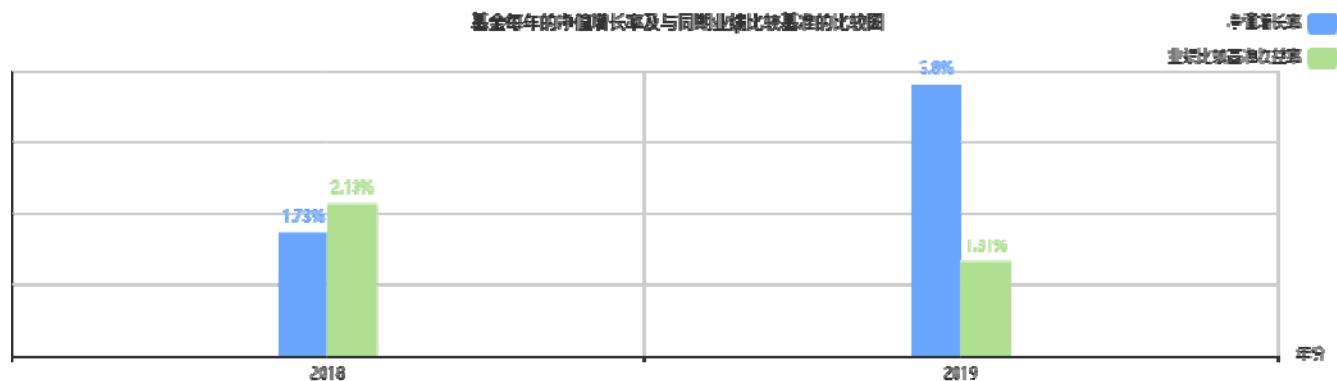 基金每年的净值增长率及与同期业绩比较基准的比较图
净值增长率
业绩比较基准收益率
3.8%
2.13%
1.73%
1.31%
年份
2018
2019